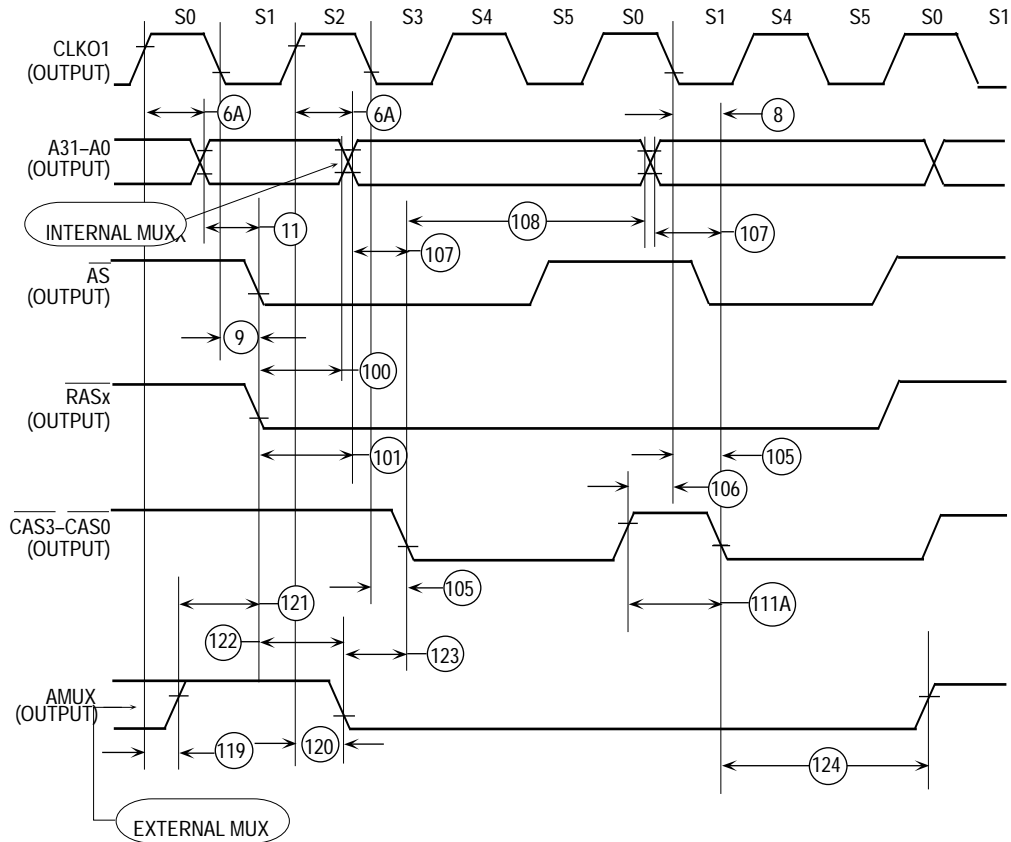 S0 S1 S2 S3 S4 S5 S0 S1 S4 S5 S0 S1
CLKO1
(OUTPUT)
6A 6A 8
A31–A0
(OUTPUT)
INTERNAL MUX
11 108
107 107
AS
(OUTPUT)
9
100
RASx
(OUTPUT)
101 105
106
CAS3–CAS0
(OUTPUT)
105
121 111A
122 123
AMUX
(OUTPUT)
119 120 124
EXTERNAL MUX